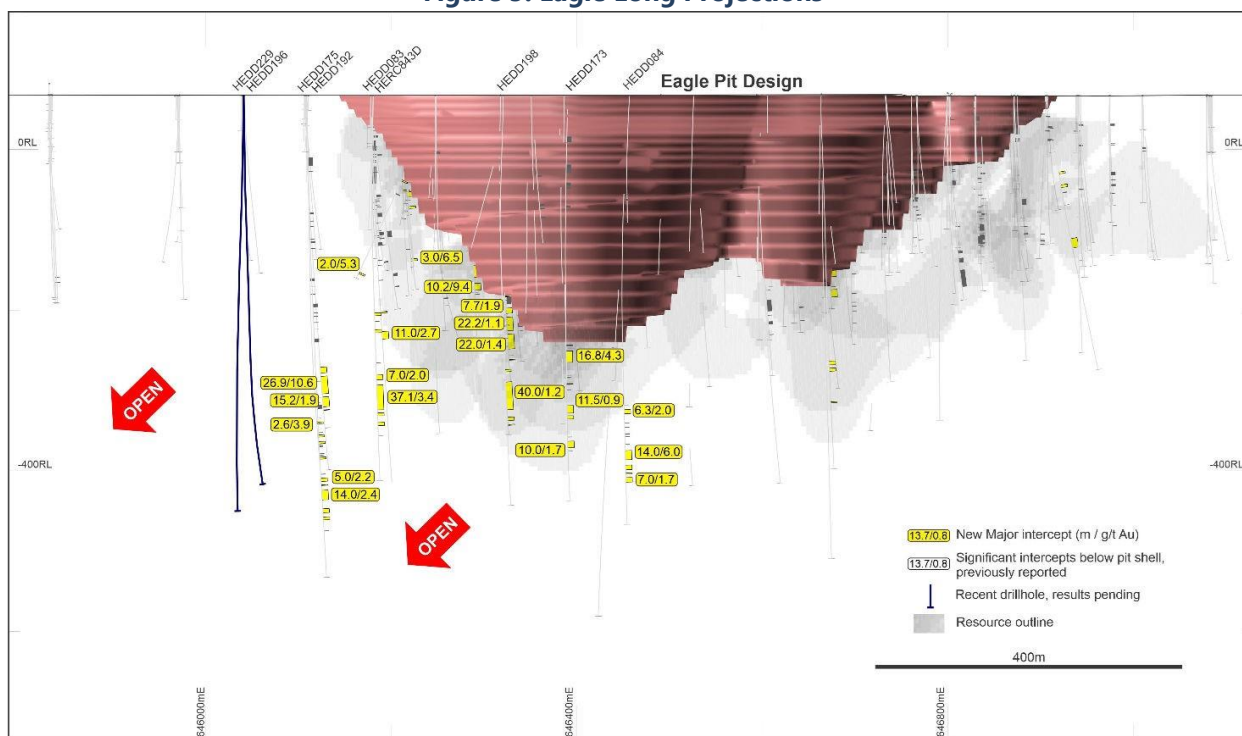 Figure 3: Eagle Long Projections
HEDD229
HEDD196
HEDD175
HEDD192
HEDD083
HERC843D
HEDD198
HEDD173
HEDD084
Eagle Pit Design
0RL
0RL
2.0/5.3
3.0/6.5
10.2/9.4
7.7/1.9
11.0/2.7
22.2/1.1
22.0/1.4
16.8/4.3
26.9/10.6
7.0/2.0
15.2/1.9
37.1/3.4
40.0/1.2
11.5/0.9
6.3/2.0
2.6/3.9
10.0/1.7
14.0/6.0
OPEN
-400RL
-400RL
5.0/2.2
7.0/1.7
14.0/2.4
OPEN
13.7/0.8 New Major intercept (m / g/t Au)
13.7/0.8 Significant intercepts below pit shell,
previously reported
Recent drillhole, results pending
Resource outline
400m
646000mE
646400mE
646800mE